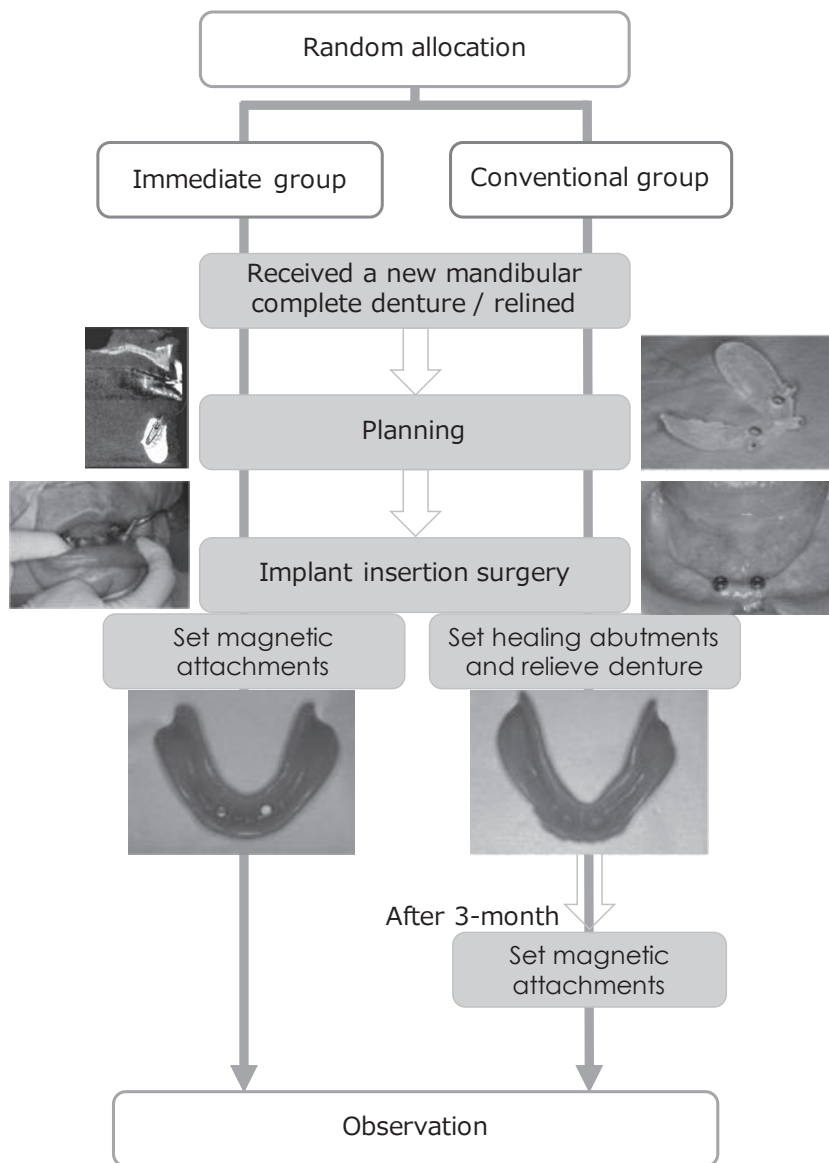 Random allocation
Immediate group
Conventional group
Received a new mandibular
complete denture / relined
Planning
Implant insertion surgery
Set magnetic
attachments
Set healing abutments
and relieve denture
After 3-month
Set magnetic
attachments
Observation